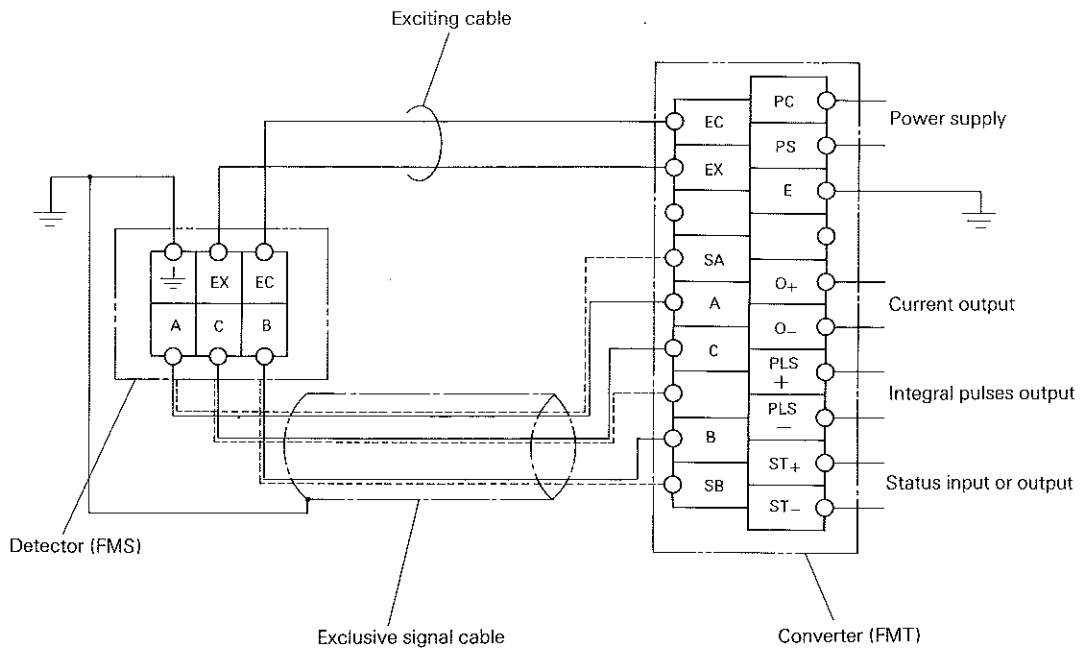 Exciting cable
PC
EC
Power supply
PS
EX
E
SA
EX
EC
O+
Current output
A
A
C
B
O−
C
PLS
+
Integral pulses output
PLS
−
B
ST+
Status input or output
SB
ST−
Detector (FMS)
Exclusive signal cable
Converter (FMT)